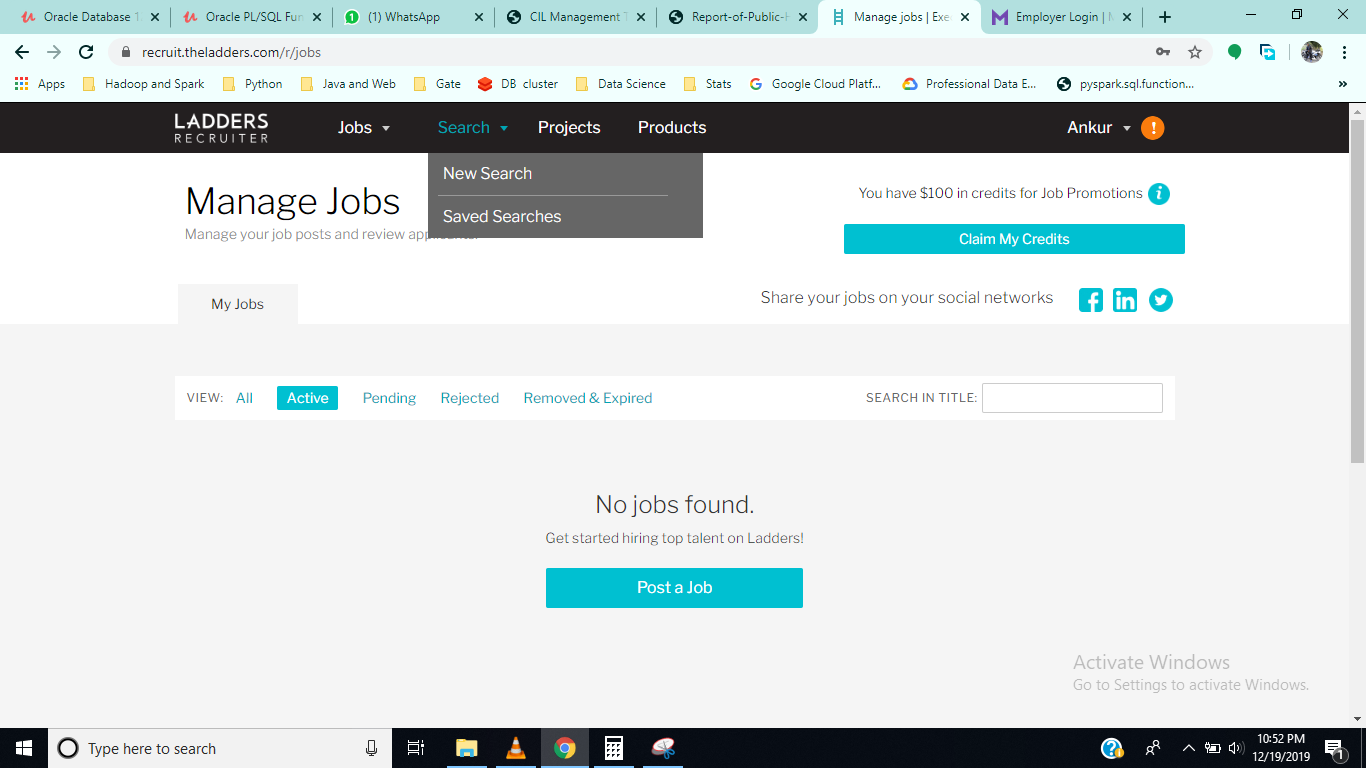 Oracle Database 1
Oracle PL/SQL Fun
(1) WhatsApp
CIL Management T
Report-of-Public-H
Manage jobs | Exe
Employer Login | M
recruit.theladders.com/r/jobs
Apps
Hadoop and Spark
Python
Java and Web
Gate
DB cluster
Data Science
Stats
Google Cloud Platf...
Professional Data E...
pyspark.sql.function...
LADDERS
RECRUITER
Jobs
Search
Projects
Products
Ankur
New Search
Saved Searches
Manage Jobs
Manage your job posts and review applicants.
You have $100 in credits for Job Promotions
Claim My Credits
My Jobs
Share your jobs on your social networks
VIEW: All Active Pending Rejected Removed & Expired
SEARCH IN TITLE:
No jobs found.
Get started hiring top talent on Ladders!
Post a Job
Activate Windows
Go to Settings to activate Windows.
Type here to search
10:52 PM
12/19/2019
1